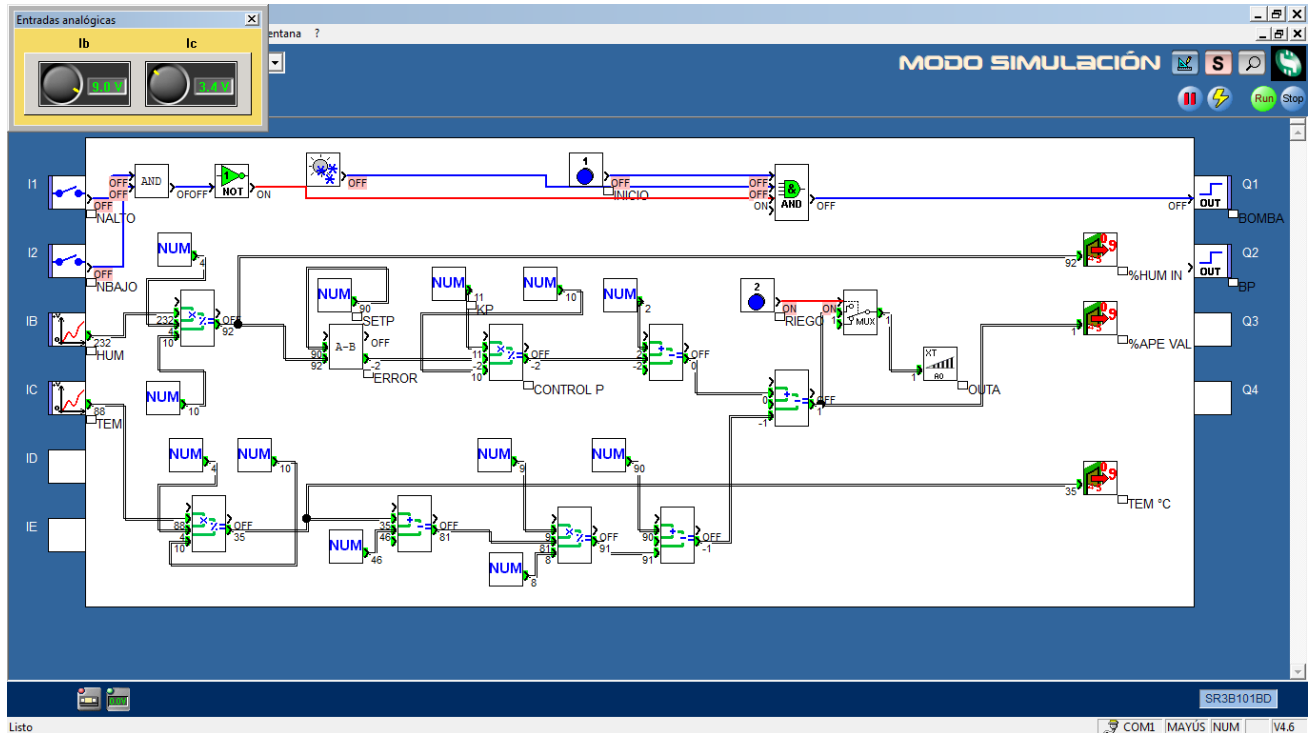 Entradas analógicas
entana ?
Ib Ic
9.0 V 3.4 V
MODO SIMULACIÓN
S
Run Stop
I1
OFF
OFF
OFF
NALTO
AND
OFOFF
1
NOT
ON
OFF
1
OFF
INICIO
OFF
OFF
ON
&
AND
OFF
OFF
OUT
Q1
BOMBA
I2
OFF
NBAJO
NUM
4
92
%HUM IN
OUT
Q2
BP
IB
232
HUM
232
4
10
OFF
92
NUM
90
SETP
NUM
11
KP
NUM
10
NUM
2
2
ON
RIEGO
ON
1
MUX
1
1
%APE VAL
Q3
90
92
A-B
OFF
-2
ERROR
11
-2
10
OFF
-2
CONTROL P
2
-2
OFF
0
XT
A0
1
OUTA
IC
88
TEM
NUM
10
0
-1
OFF
1
Q4
ID
NUM
4
NUM
10
NUM
9
NUM
90
35
TEM °C
IE
88
4
10
OFF
35
35
46
OFF
81
NUM
46
9
81
8
OFF
91
90
91
OFF
-1
NUM
8
SR3B101BD
Listo
COM1 MAYÚS NUM V4.6